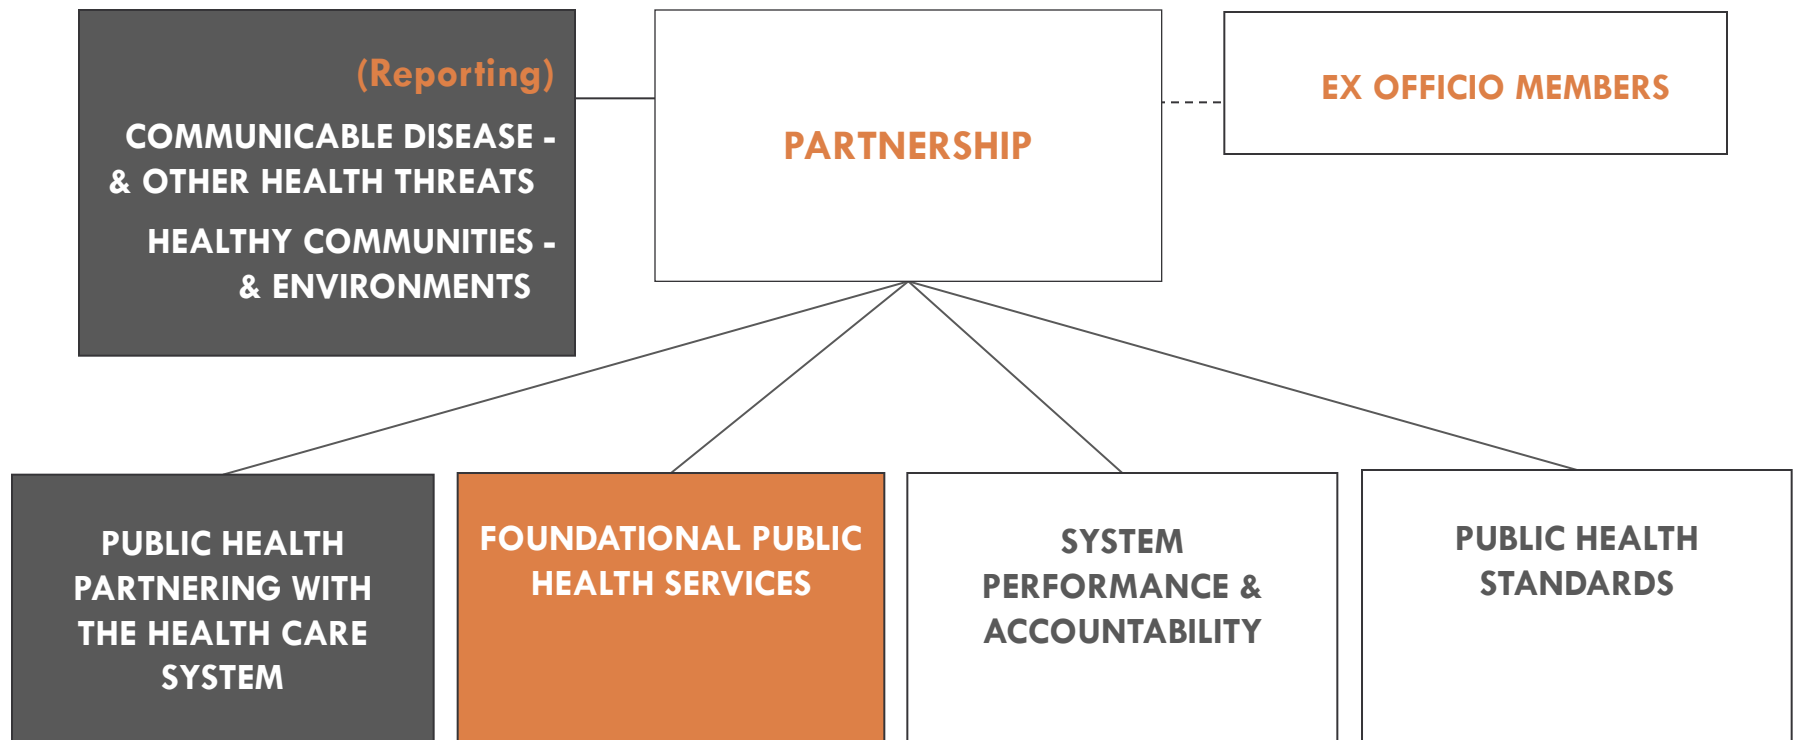 (Reporting)
COMMUNICABLE DISEASE -
& OTHER HEALTH THREATS
HEALTHY COMMUNITIES -
& ENVIRONMENTS
PARTNERSHIP
EX OFFICIO MEMBERS
PUBLIC HEALTH
PARTNERING WITH
THE HEALTH CARE
SYSTEM
FOUNDATIONAL PUBLIC
HEALTH SERVICES
SYSTEM
PERFORMANCE &
ACCOUNTABILITY
PUBLIC HEALTH
STANDARDS